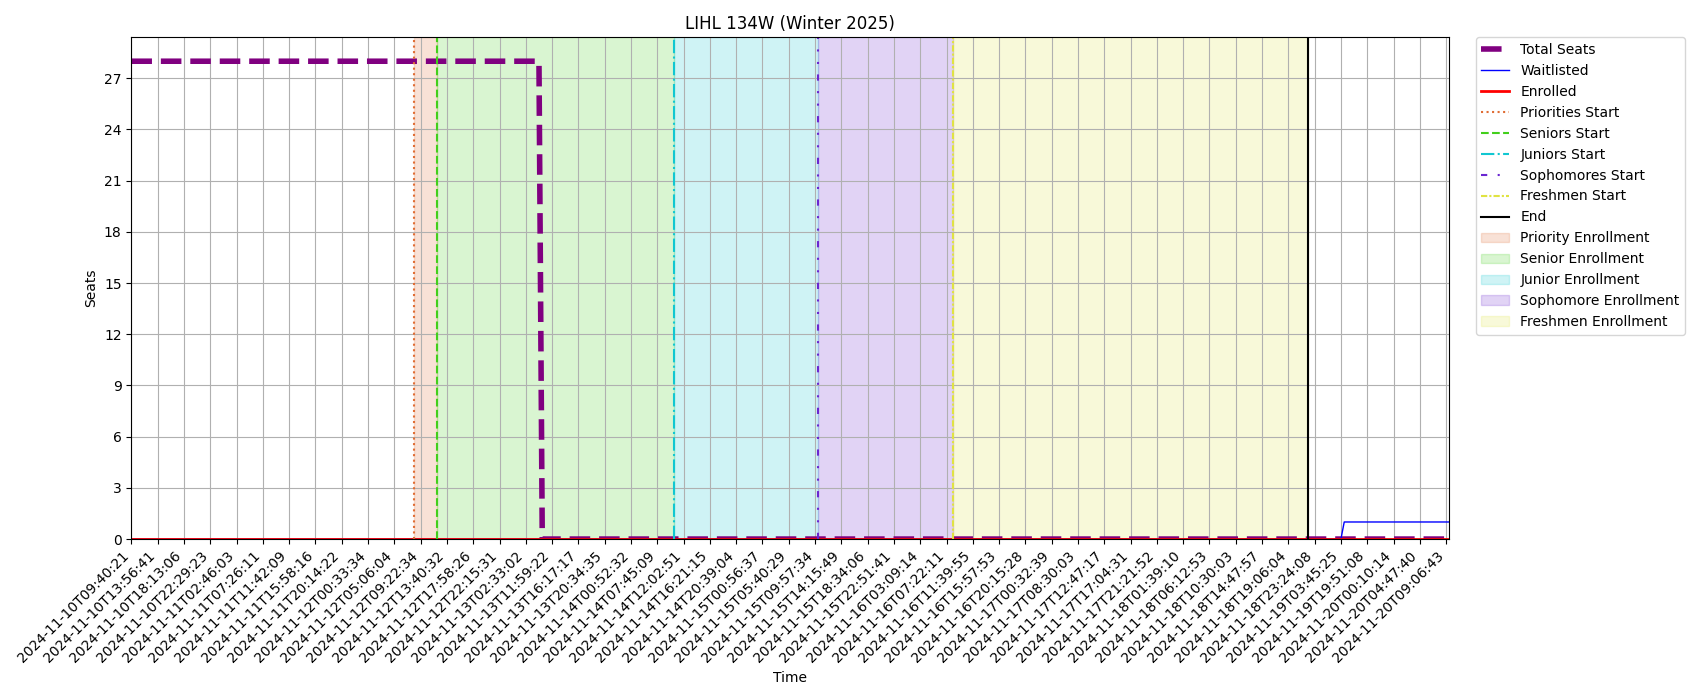 LIHL 134W (Winter 2025)
Seats
27
24
21
18
15
12
9
6
3
0
2024-11-10T09:40:21
2024-11-10T13:56:41
2024-11-10T18:13:06
2024-11-10T22:29:23
2024-11-11T02:46:03
2024-11-11T07:26:11
2024-11-11T11:42:09
2024-11-11T15:58:16
2024-11-11T20:14:22
2024-11-12T00:33:34
2024-11-12T05:06:04
2024-11-12T09:22:34
2024-11-12T13:40:32
2024-11-12T17:58:26
2024-11-12T22:15:31
2024-11-13T02:33:02
2024-11-13T11:59:22
2024-11-13T16:17:17
2024-11-13T20:34:35
2024-11-14T00:52:32
2024-11-14T07:45:09
2024-11-14T12:02:51
2024-11-14T16:21:15
2024-11-14T20:39:04
2024-11-15T00:56:37
2024-11-15T05:40:29
2024-11-15T09:57:34
2024-11-15T14:15:49
2024-11-15T18:34:06
2024-11-15T22:51:41
2024-11-16T03:09:14
2024-11-16T07:22:11
2024-11-16T11:39:55
2024-11-16T15:57:53
2024-11-16T20:15:28
2024-11-17T00:32:39
2024-11-17T08:30:03
2024-11-17T12:47:17
2024-11-17T17:04:31
2024-11-17T21:21:52
2024-11-18T01:39:10
2024-11-18T06:12:53
2024-11-18T10:30:03
2024-11-18T14:47:57
2024-11-18T19:06:04
2024-11-18T23:24:08
2024-11-19T03:45:25
2024-11-19T19:51:08
2024-11-20T00:10:14
2024-11-20T04:47:40
2024-11-20T09:06:43
Time
Total Seats
Waitlisted
Enrolled
Priorities Start
Seniors Start
Juniors Start
Sophomores Start
Freshmen Start
End
Priority Enrollment
Senior Enrollment
Junior Enrollment
Sophomore Enrollment
Freshmen Enrollment